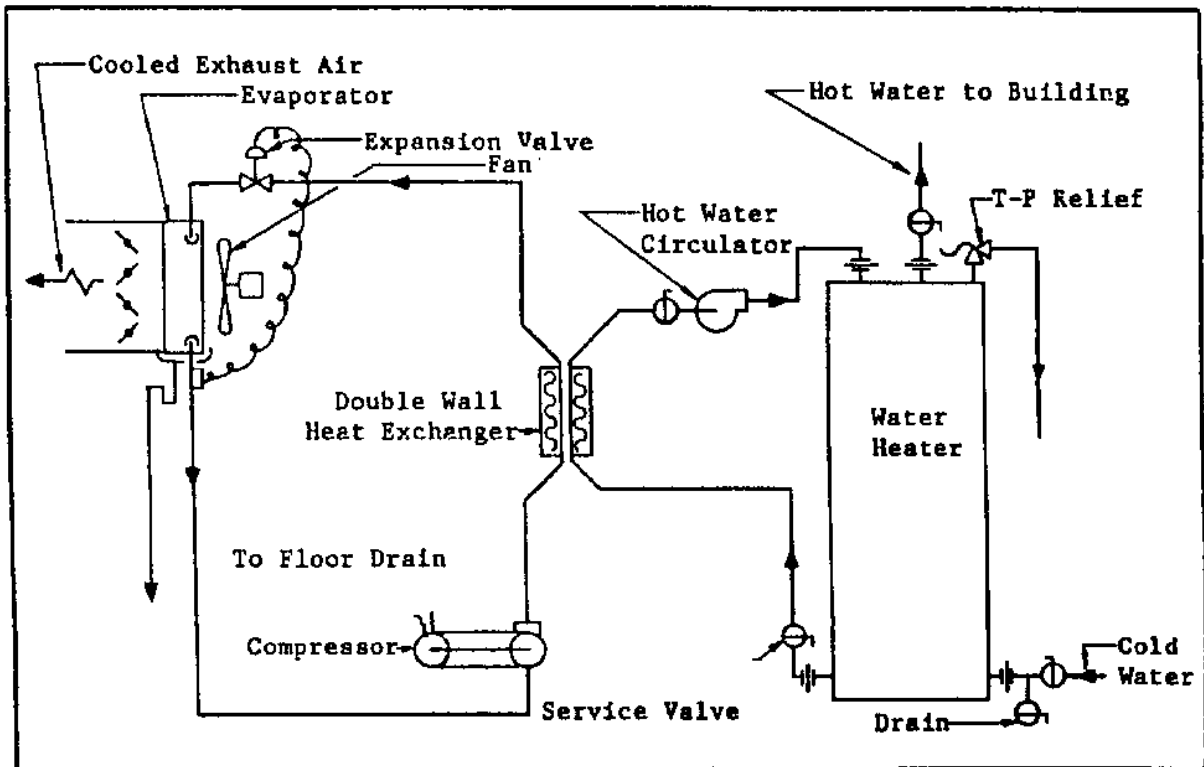 Cooled Exhaust Air
Evaporator
Expansion Valve
Fan
Hot Water to Building
Hot Water
Circulator
T-P Relief
Double Wall
Heat Exchanger
Water
Heater
To Floor Drain
Compressor
Service Valve
Cold
Water
Drain